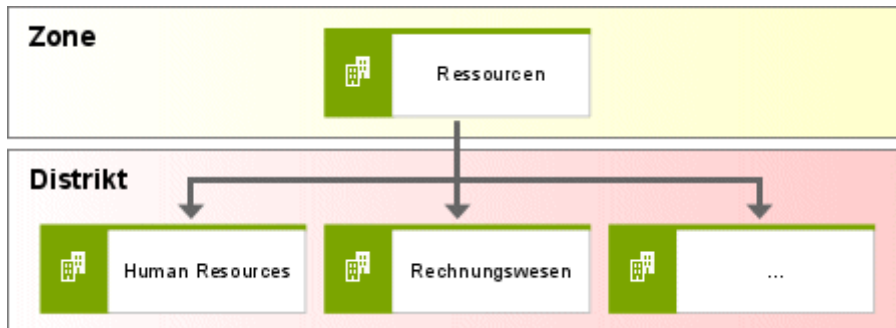 Zone
Ressourcen
Distrikt
Human Resources
Rechnungswesen
...